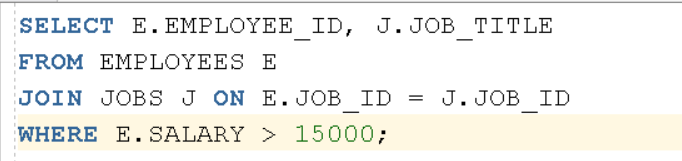 SELECT E.EMPLOYEE_ID, J.JOB_TITLE
FROM EMPLOYEES E
JOIN JOBS J ON E.JOB_ID = J.JOB_ID
WHERE E.SALARY > 15000;